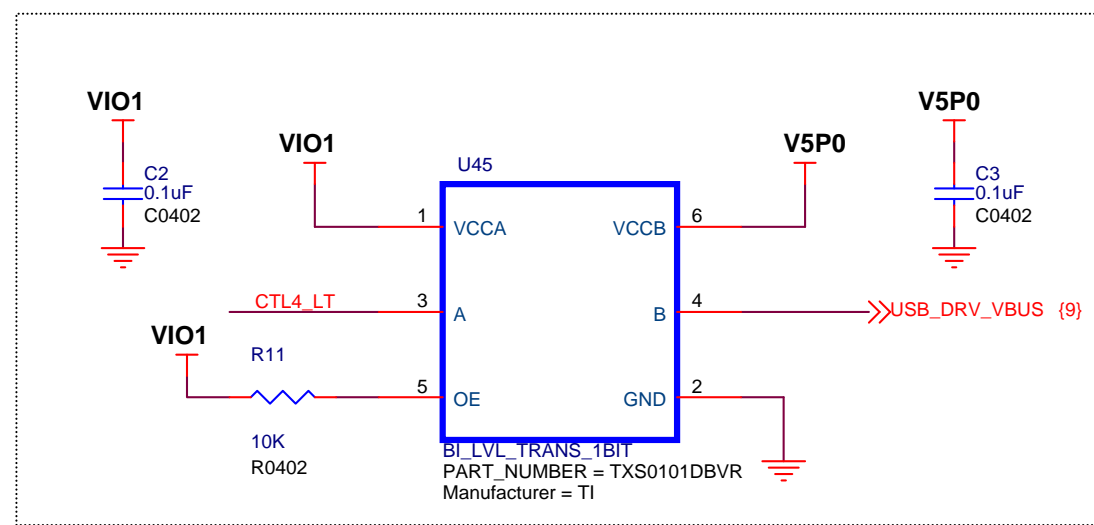 VIO1
C2
0.1uF
C0402
VIO1
U45
V5P0
V5P0
C3
0.1uF
C0402
1
VCCA
VCCB
6
CTL4_LT
3
A
B
4
USB_DRV_VBUS {9}
VIO1
R11
10K
R0402
5
OE
GND
2
BI_LVL_TRANS_1BIT
PART_NUMBER = TXS0101DBVR
Manufacturer = TI